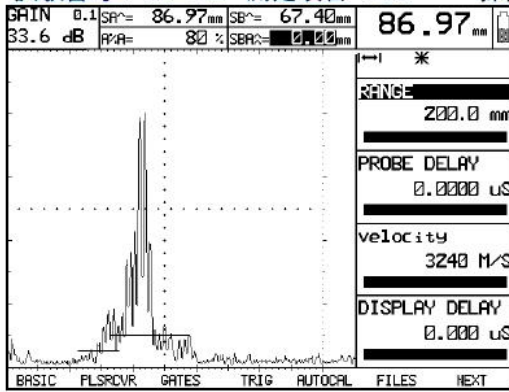 GAIN 0.1 SA^= 86.97mm SB^= 67.40mm 86.97 mm
33.6 dB A%A= 80 % SBA^= 0.00mm
RANGE
200.0 mm
PROBE DELAY
0.0000 uS
velocity
3240 M/S
DISPLAY DELAY
0.000 uS
BASIC PLSRCVR GATES TRIG AUTOCAL FILES NEXT